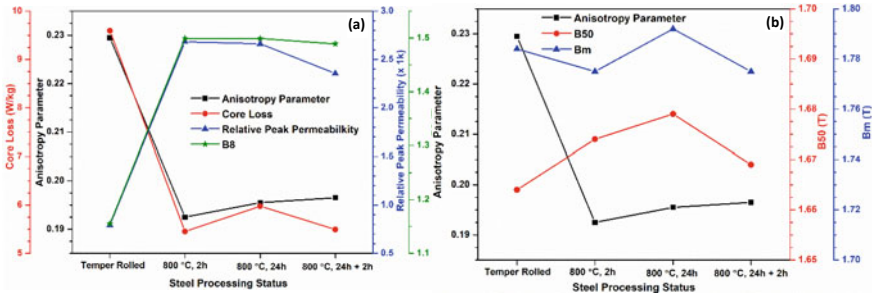 (a)
Core Loss (W/kg)
10
9
8
7
6
5
Anisotropy Parameter
0.23
0.22
0.21
0.20
0.19
Anisotropy Parameter
Core Loss
Relative Peak Permeabilkity
B8
Relative Peak Permeability (x 1k)
3.0
2.5
2.0
1.5
1.0
0.5
1.5
1.4
1.3
1.2
1.1
Temper Rolled
800 °C, 2h
800 °C, 24h
800 °C, 24h + 2h
Steel Processing Status
(b)
Anisotropy Parameter
0.23
0.22
0.21
0.20
0.19
Anisotropy Parameter
B50
Bm
B50 (T)
1.70
1.69
1.68
1.67
1.66
1.65
Bm (T)
1.80
1.78
1.76
1.74
1.72
1.70
Temper Rolled
800 °C, 2h
800 °C, 24h
800 °C, 24h + 2h
Steel Processing Status